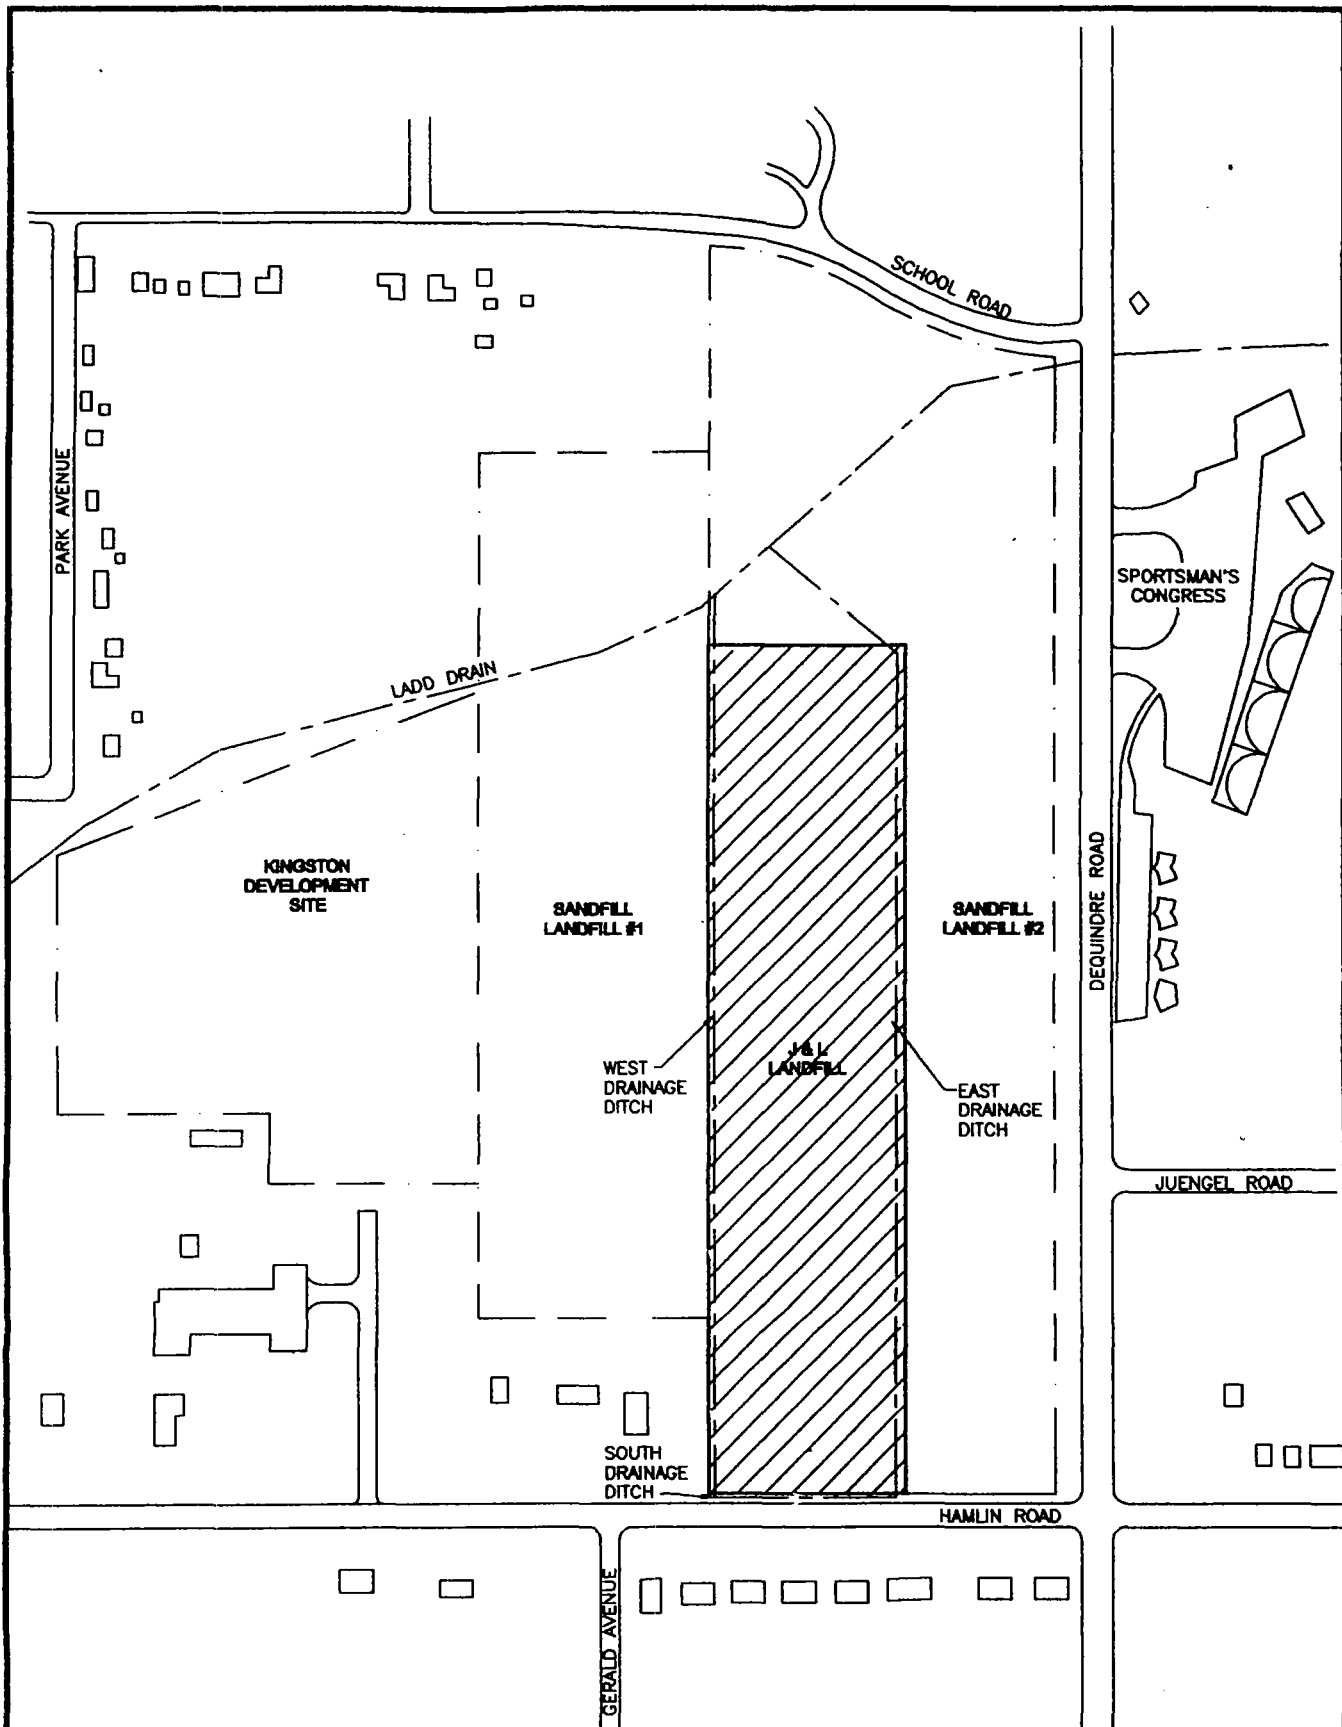 SCHOOL ROAD
PARK AVENUE
SPORTSMAN'S
CONGRESS
LADD DRAIN
KINGSTON
DEVELOPMENT
SITE
SANDFILL
LANDFILL #1
SANDFILL
LANDFILL #2
DEQUINDRE ROAD
J & L
LANDFILL
WEST
DRAINAGE
DITCH
EAST
DRAINAGE
DITCH
JUENGEL ROAD
SOUTH
DRAINAGE
DITCH
HAMLIN ROAD
GERALD AVENUE